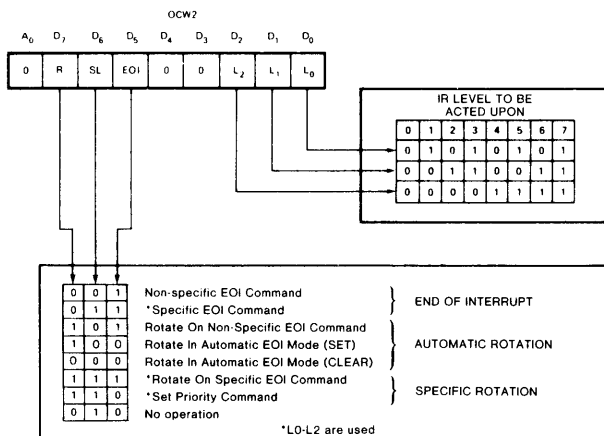 OCW2
A0 D7 D6 D5 D4 D3 D2 D1 D0
0 R SL EOI 0 0 L2 L1 L0
IR LEVEL TO BE
ACTED UPON
0 1 2 3 4 5 6 7
0 1 0 1 0 1 0 1
0 0 1 1 0 0 1 1
0 0 0 0 1 1 1 1
0 0 1 Non-specific EOI Command
0 1 1 *Specific EOI Command
END OF INTERRUPT
1 0 1 Rotate On Non-Specific EOI Command
1 0 0 Rotate In Automatic EOI Mode (SET)
0 0 0 Rotate In Automatic EOI Mode (CLEAR)
AUTOMATIC ROTATION
1 1 1 *Rotate On Specific EOI Command
1 1 0 *Set Priority Command
SPECIFIC ROTATION
0 1 0 No operation
*L0-L2 are used